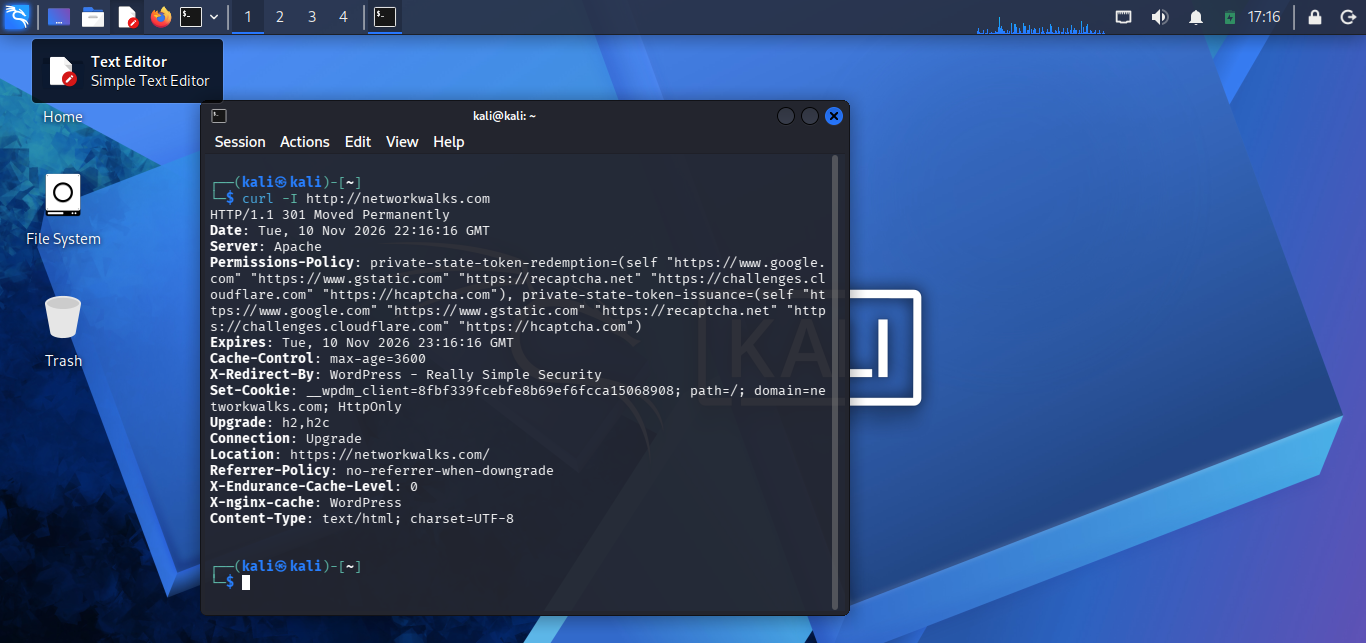 1 2 3 4 17:16
Text Editor
Simple Text Editor
Home
File System
Trash
kali@kali: ~
Session Actions Edit View Help
┌──(kali㉿kali)-[~]
└─$ curl -I http://networkwalks.com
HTTP/1.1 301 Moved Permanently
Date: Tue, 10 Nov 2026 22:16:16 GMT
Server: Apache
Permissions-Policy: private-state-token-redemption=(self "https://www.google.
com" "https://www.gstatic.com" "https://recaptcha.net" "https://challenges.cl
oudflare.com" "https://hcaptcha.com"), private-state-token-issuance=(self "ht
tps://www.google.com" "https://www.gstatic.com" "https://recaptcha.net" "http
s://challenges.cloudflare.com" "https://hcaptcha.com")
Expires: Tue, 10 Nov 2026 23:16:16 GMT
Cache-Control: max-age=3600
X-Redirect-By: WordPress - Really Simple Security
Set-Cookie: __wpdm_client=8fbf339fcebfe8b69ef6fcca15068908; path=/; domain=ne
tworkwalks.com; HttpOnly
Upgrade: h2,h2c
Connection: Upgrade
Location: https://networkwalks.com/
Referrer-Policy: no-referrer-when-downgrade
X-Endurance-Cache-Level: 0
X-nginx-cache: WordPress
Content-Type: text/html; charset=UTF-8
┌──(kali㉿kali)-[~]
└─$
KALI